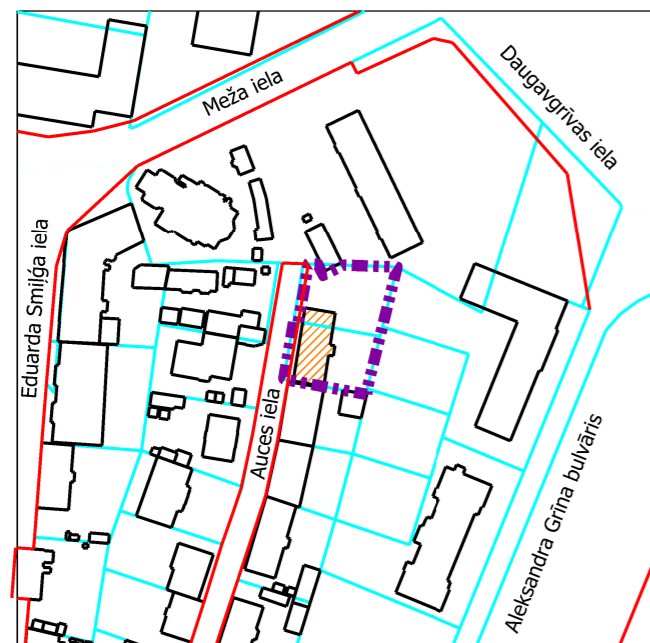 Meža iela
Daugavgrīvas iela
Eduarda Smiļģa iela
Auces iela
Aleksandra Grīna bulvāris